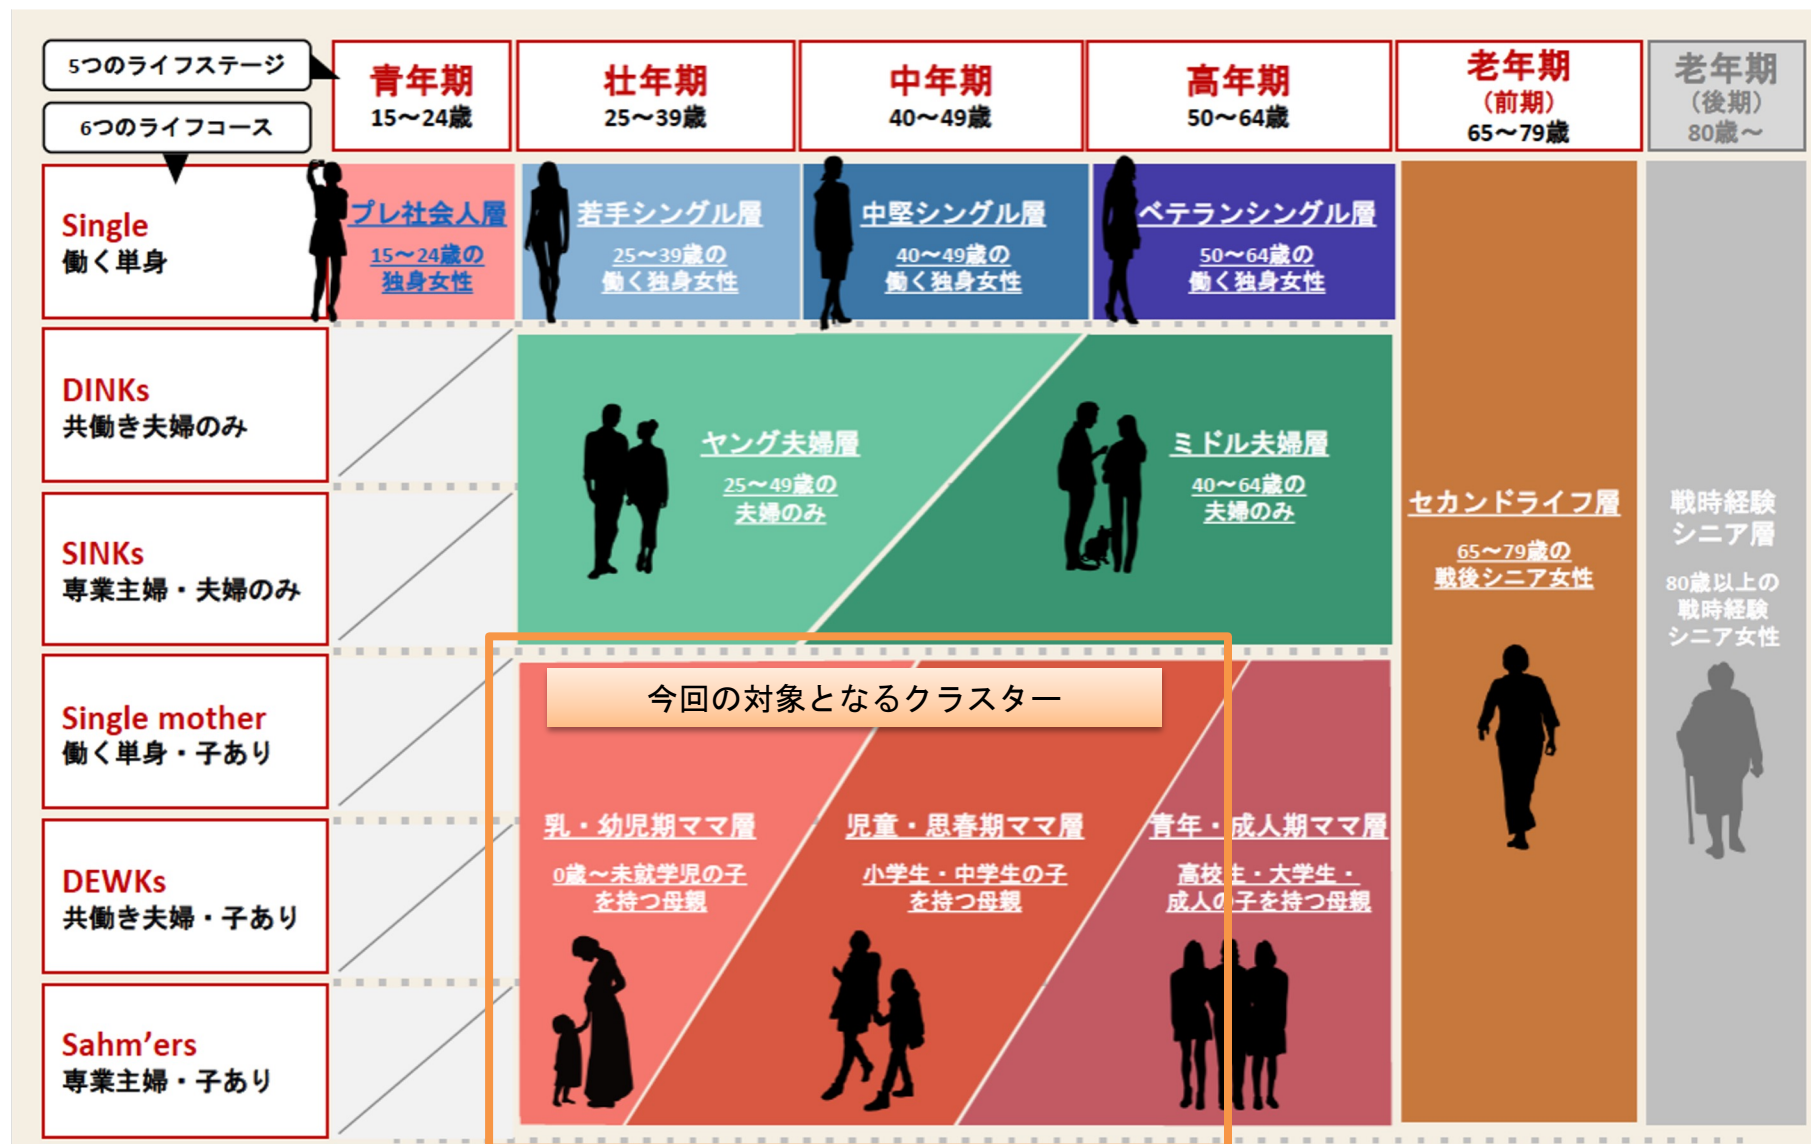 5つのライフステージ
6つのライフコース
青年期
15～24歳
壮年期
25～39歳
中年期
40～49歳
高年期
50～64歳
老年期
（前期）
65～79歳
老年期
（後期）
80歳～
Single
働く単身
プレ社会人層
15～24歳の
独身女性
若手シングル層
25～39歳の
働く独身女性
中堅シングル層
40～49歳の
働く独身女性
ベテランシングル層
50～64歳の
働く独身女性
DINKs
共働き夫婦のみ
SINKs
専業主婦・夫婦のみ
ヤング夫婦層
25～49歳の
夫婦のみ
ミドル夫婦層
40～64歳の
夫婦のみ
セカンドライフ層
65～79歳の
戦後シニア女性
戦時経験
シニア層
80歳以上の
戦時経験
シニア女性
今回の対象となるクラスター
Single mother
働く単身・子あり
DEWKs
共働き夫婦・子あり
Sahm’ers
専業主婦・子あり
乳・幼児期ママ層
0歳～未就学児の子
を持つ母親
児童・思春期ママ層
小学生・中学生の子
を持つ母親
青年・成人期ママ層
高校生・大学生・
成人の子を持つ母親